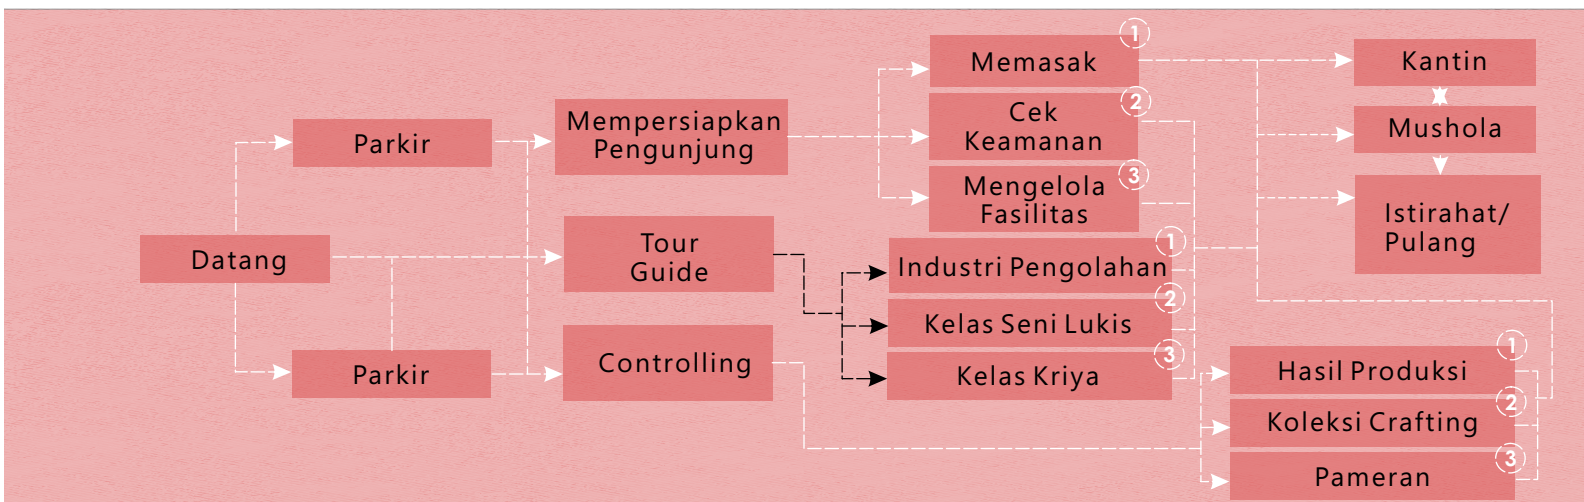 Datang
Parkir
Parkir
Mempersiapkan
Pengunjung
Tour
Guide
Controlling
Memasak
1
Cek
Keamanan
2
Mengelola
Fasilitas
3
Industri Pengolahan
1
Kelas Seni Lukis
2
Kelas Kriya
3
Kantin
Mushola
Istirahat/
Pulang
Hasil Produksi
1
Koleksi Crafting
2
Pameran
3